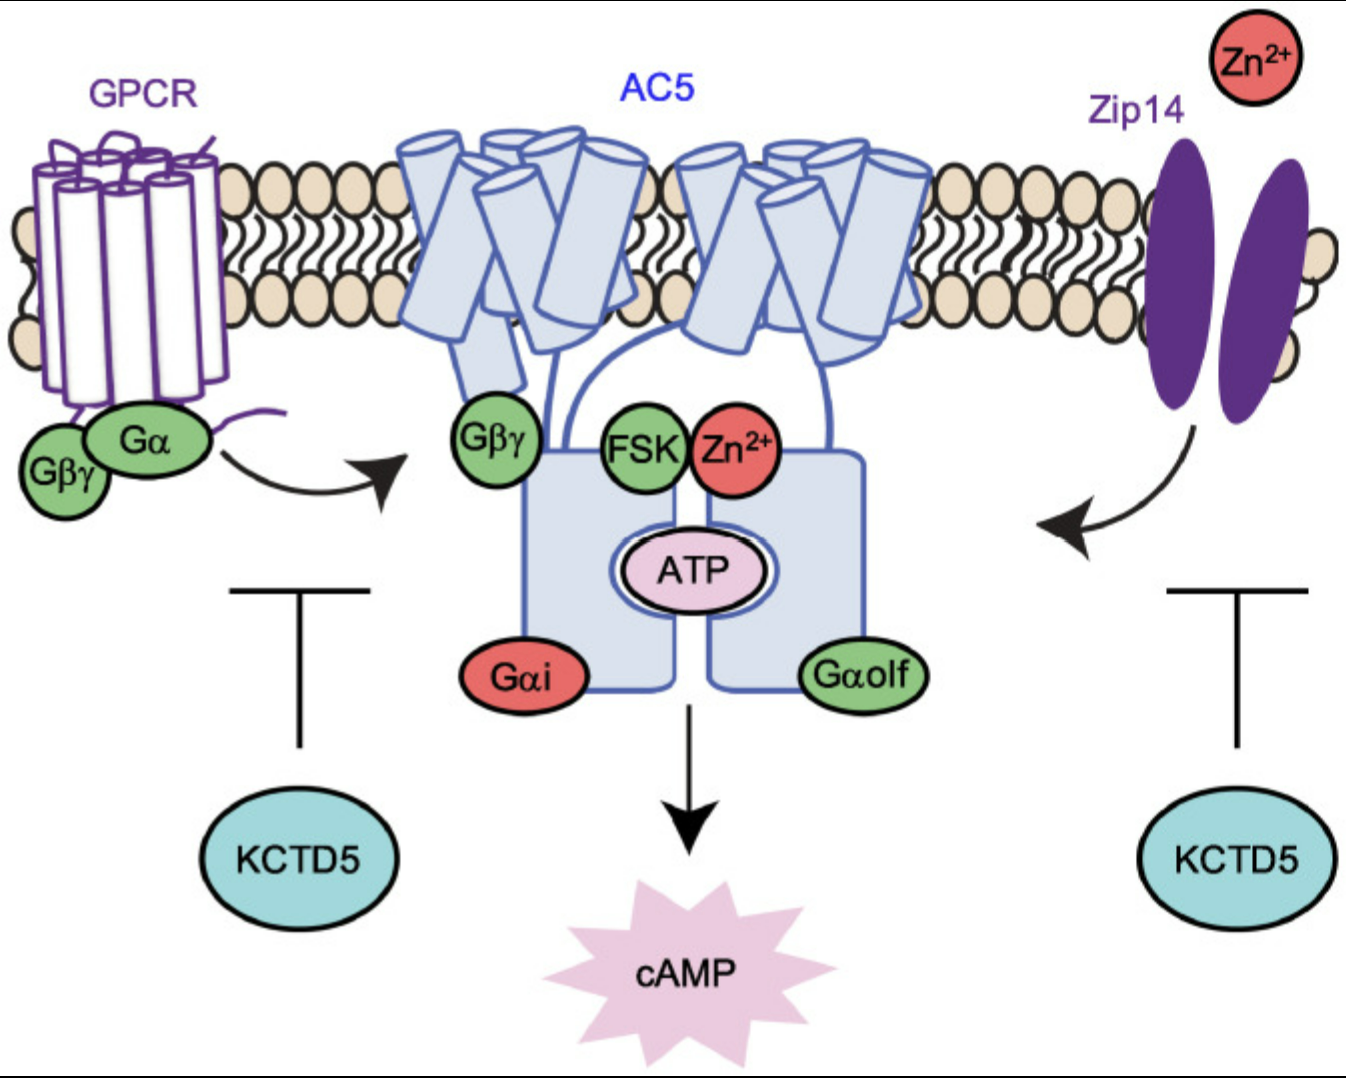 Zn²⁺
GPCR
AC5
Zip14
Gβγ
Gα
Gβγ
FSK
Zn²⁺
ATP
Gαi
Gαolf
KCTD5
KCTD5
cAMP